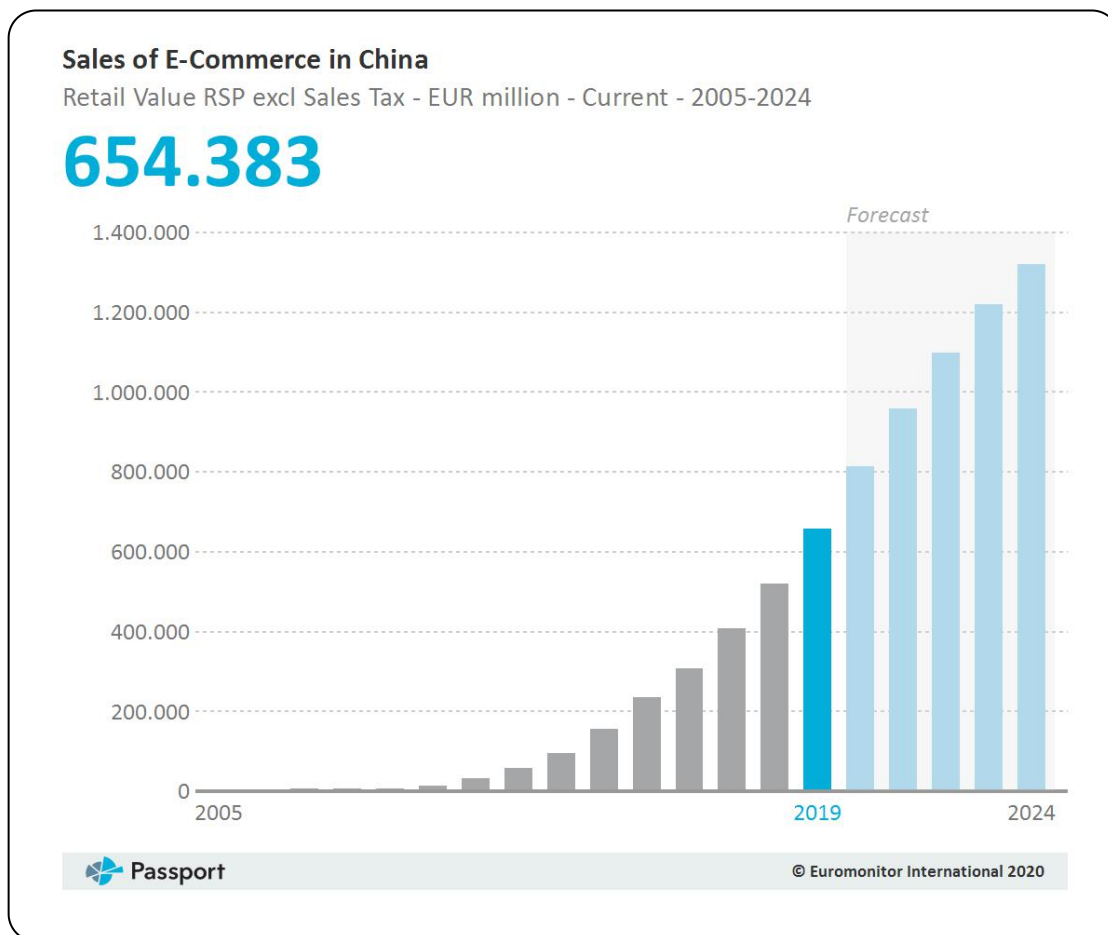 Sales of E-Commerce in China
Retail Value RSP excl Sales Tax - EUR million - Current - 2005-2024
654.383
Forecast
1.400.000
1.200.000
1.000.000
800.000
600.000
400.000
200.000
0
2005 2019 2024
Passport © Euromonitor International 2020